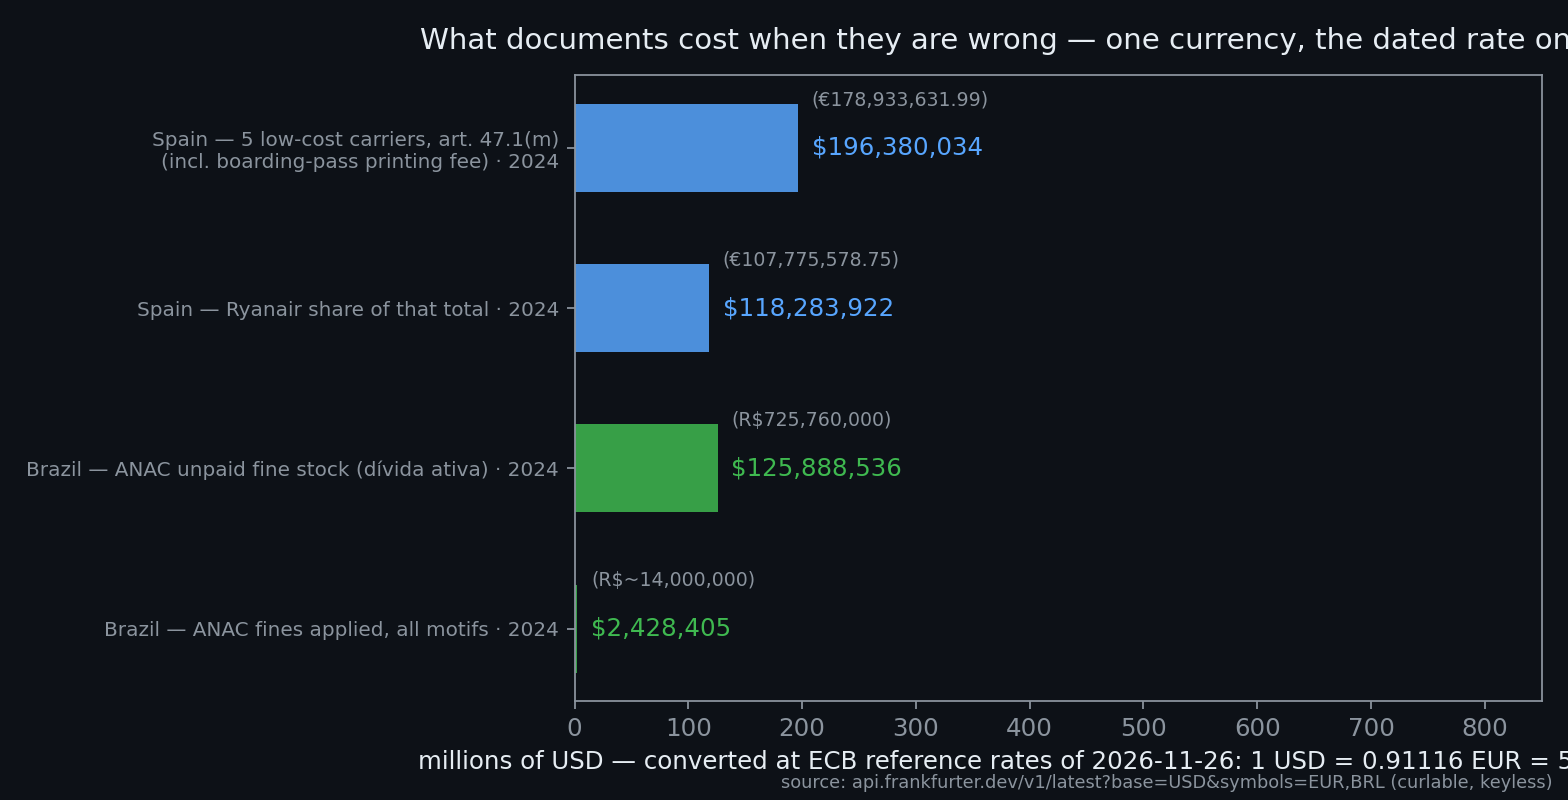 What documents cost when they are wrong — one currency, the dated rate on
(€178,933,631.99)
Spain — 5 low-cost carriers, art. 47.1(m)
$196,380,034
(incl. boarding-pass printing fee) · 2024
(€107,775,578.75)
Spain — Ryanair share of that total · 2024
$118,283,922
(R$725,760,000)
Brazil — ANAC unpaid fine stock (dívida ativa) · 2024
$125,888,536
(R$~14,000,000)
Brazil — ANAC fines applied, all motifs · 2024
$2,428,405
0 100 200 300 400 500 600 700 800
millions of USD — converted at ECB reference rates of 2026-11-26: 1 USD = 0.91116 EUR = 5
source: api.frankfurter.dev/v1/latest?base=USD&symbols=EUR,BRL (curlable, keyless)